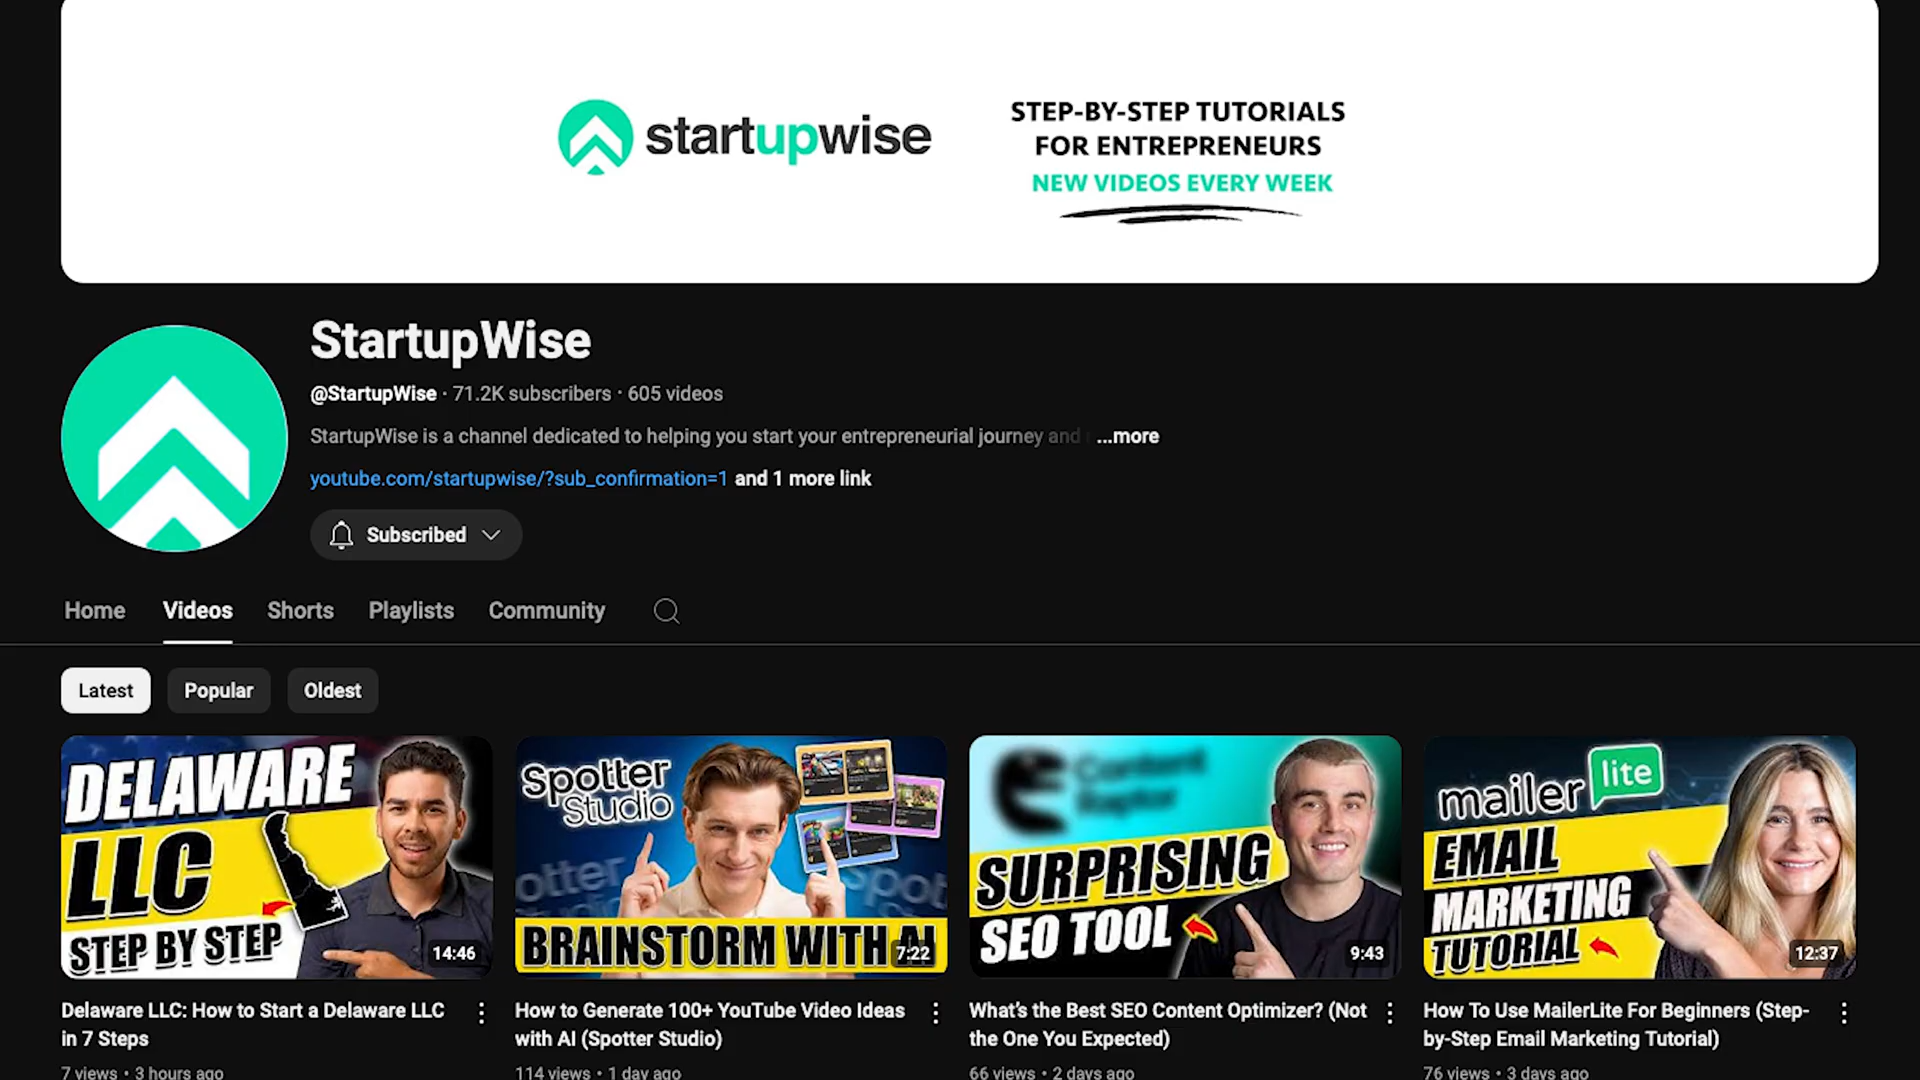 startupwise
STEP-BY-STEP TUTORIALS
FOR ENTREPRENEURS
NEW VIDEOS EVERY WEEK
StartupWise
@StartupWise · 71.2K subscribers · 605 videos
StartupWise is a channel dedicated to helping you start your entrepreneurial journey and ...more
youtube.com/startupwise/?sub_confirmation=1 and 1 more link
Subscribed
Home Videos Shorts Playlists Community
Latest Popular Oldest
DELAWARE
LLC
STEP BY STEP
14:46
Spotter
Studio
BRAINSTORM WITH AI
7:22
Content
Raptor
SURPRISING
SEO TOOL
9:43
mailer lite
EMAIL
MARKETING
TUTORIAL
12:37
Delaware LLC: How to Start a Delaware LLC
in 7 Steps
7 views • 3 hours ago
How to Generate 100+ YouTube Video Ideas
with AI (Spotter Studio)
114 views • 1 day ago
What's the Best SEO Content Optimizer? (Not
the One You Expected)
66 views • 2 days ago
How To Use MailerLite For Beginners (Step-
by-Step Email Marketing Tutorial)
76 views • 3 days ago